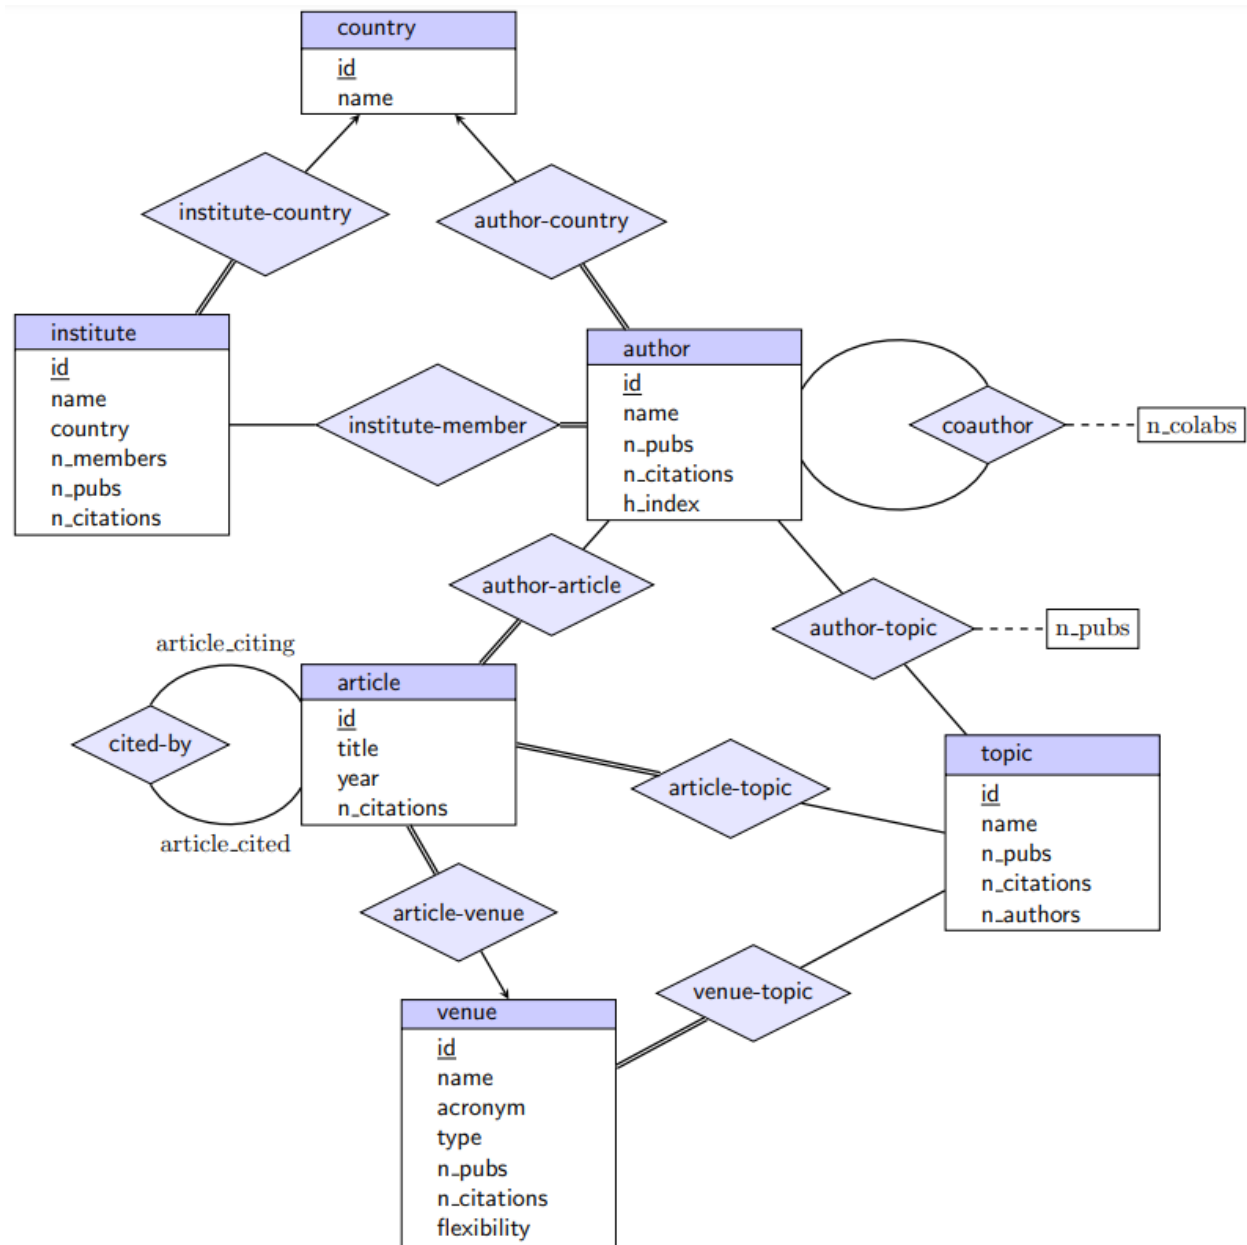 country
id
name
institute-country
author-country
institute
id
name
country
n_members
n_pubs
n_citations
institute-member
author
id
name
n_pubs
n_citations
h_index
coauthor
n_colabs
author-article
author-topic
n_pubs
article_citing
cited-by
article_cited
article
id
title
year
n_citations
article-topic
topic
id
name
n_pubs
n_citations
n_authors
article-venue
venue-topic
venue
id
name
acronym
type
n_pubs
n_citations
flexibility